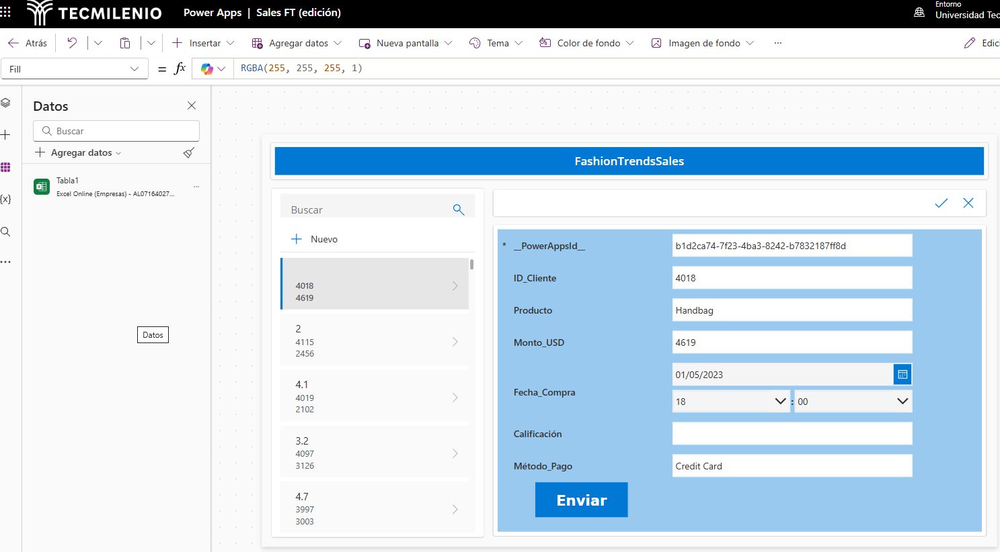 TECMILENIO
Power Apps | Sales FT (edición)
Entorno
Universidad Tec
Atrás
Insertar
Agregar datos
Nueva pantalla
Tema
Color de fondo
Imagen de fondo
...
Edici
Fill
= fx
RGBA(255, 255, 255, 1)
Datos
Buscar
Agregar datos
Tabla1
Excel Online (Empresas) - AL07164027...
...
{x}
...
Datos
FashionTrendsSales
Buscar
Nuevo
4018
4619
2
4115
2456
4.1
4019
2102
3.2
4097
3126
4.7
3997
3003
* __PowerAppsId__
b1d2ca74-7f23-4ba3-8242-b7832187ff8d
ID_Cliente
4018
Producto
Handbag
Monto_USD
4619
Fecha_Compra
01/05/2023
18 : 00
Calificación
Método_Pago
Credit Card
Enviar